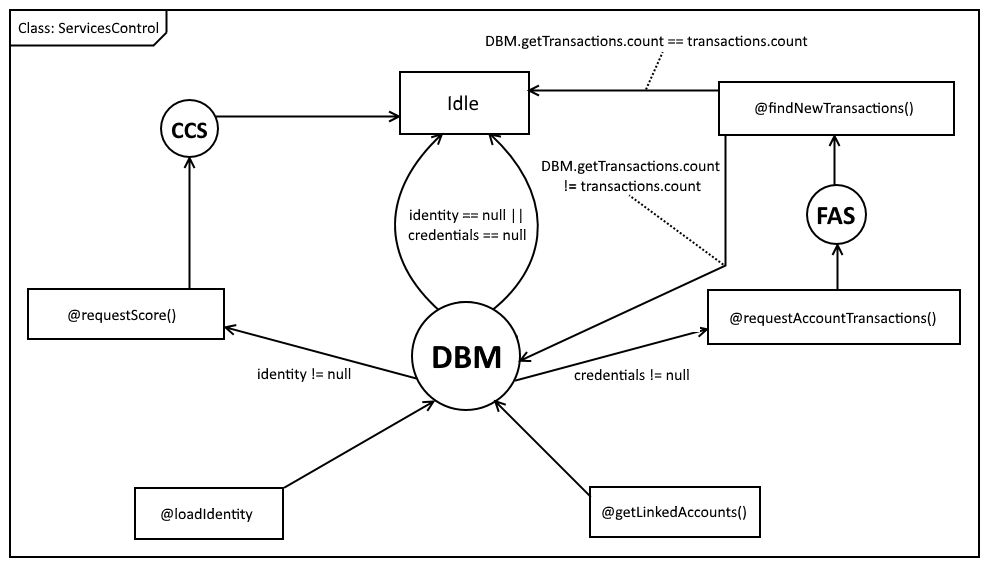 Class: ServicesControl
DBM.getTransactions.count == transactions.count
Idle
@findNewTransactions()
CCS
DBM.getTransactions.count
!= transactions.count
identity == null ||
credentials == null
FAS
@requestScore()
@requestAccountTransactions()
DBM
identity != null
credentials != null
@loadIdentity
@getLinkedAccounts()